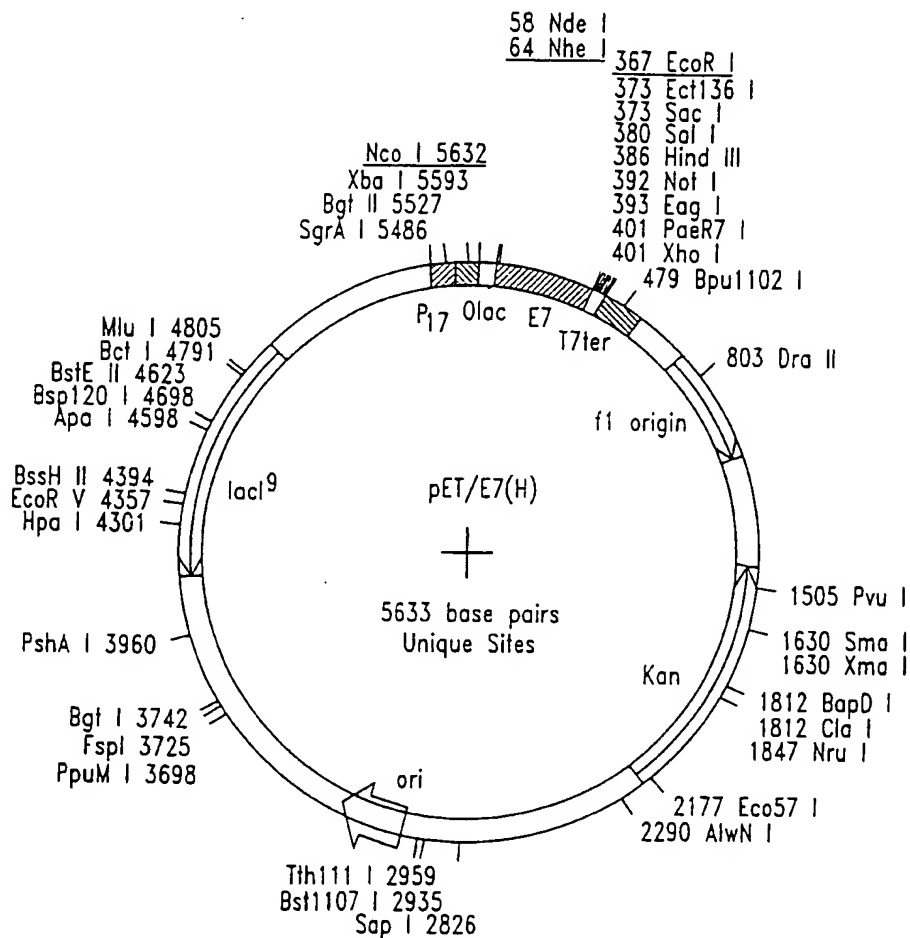 58 Nde I
64 Nhe I
367 EcoR I
373 Ect136 I
373 Sac I
380 Sal I
386 Hind III
392 Not I
393 Eag I
401 PaeR7 I
401 Xho I
479 Bpu1102 I
Nco I 5632
Xba I 5593
Bgt II 5527
SgrA I 5486
P17
Olac
E7
T7ter
803 Dra II
f1 origin
Mlu I 4805
Bct I 4791
BstE II 4623
Bsp120 I 4698
Apa I 4598
BssH II 4394
EcoR V 4357
Hpa I 4301
lacI9
pET/E7(H)
5633 base pairs
Unique Sites
1505 Pvu I
1630 Sma I
1630 Xma I
Kan
1812 BapD I
1812 Cla I
1847 Nru I
PshA I 3960
Bgt I 3742
FspI 3725
PpuM I 3698
ori
2177 Eco57 I
2290 AlwN I
Tth111 I 2959
Bst1107 I 2935
Sap I 2826